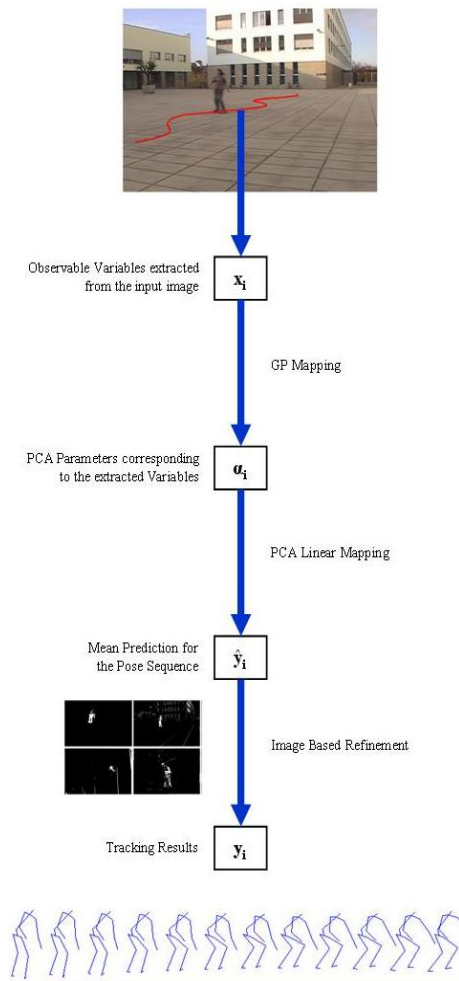 Observable Variables extracted
from the input image
xᵢ
GP Mapping
PCA Parameters corresponding
to the extracted Variables
αᵢ
PCA Linear Mapping
Mean Prediction for
the Pose Sequence
ŷᵢ
Image Based Refinement
Tracking Results
yᵢ